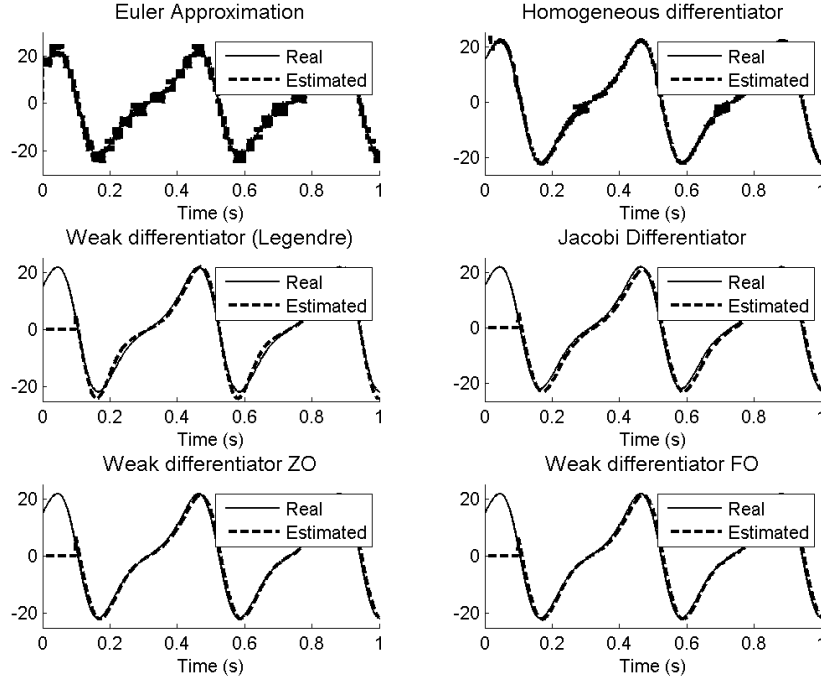 Euler Approximation
Real
Estimated
20
0
-20
0 0.2 0.4 0.6 0.8 1
Time (s)
Homogeneous differentiator
Real
Estimated
20
0
-20
0 0.2 0.4 0.6 0.8 1
Time (s)
Weak differentiator (Legendre)
Real
Estimated
20
0
-20
0 0.2 0.4 0.6 0.8 1
Time (s)
Jacobi Differentiator
Real
Estimated
20
0
-20
0 0.2 0.4 0.6 0.8 1
Time (s)
Weak differentiator ZO
Real
Estimated
20
0
-20
0 0.2 0.4 0.6 0.8 1
Time (s)
Weak differentiator FO
Real
Estimated
20
0
-20
0 0.2 0.4 0.6 0.8 1
Time (s)